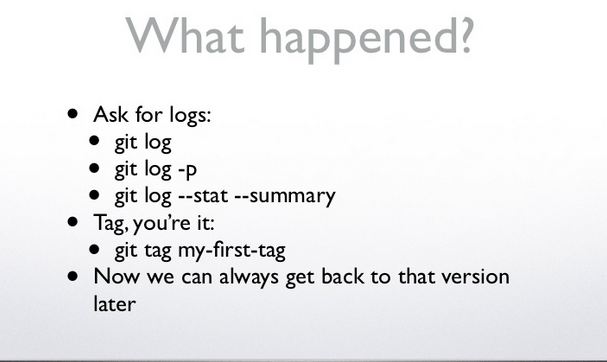 What happened?
• Ask for logs:
• git log
• git log -p
• git log --stat --summary
• Tag, you're it:
• git tag my-first-tag
• Now we can always get back to that version
later